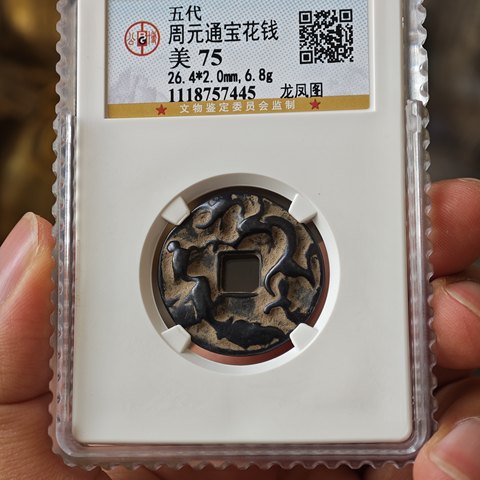 五代
周元通宝花钱
美 75
26.4*2.0mm,6.8g
1118757445 龙凤图
★ 文物鉴定委员会监制 ★